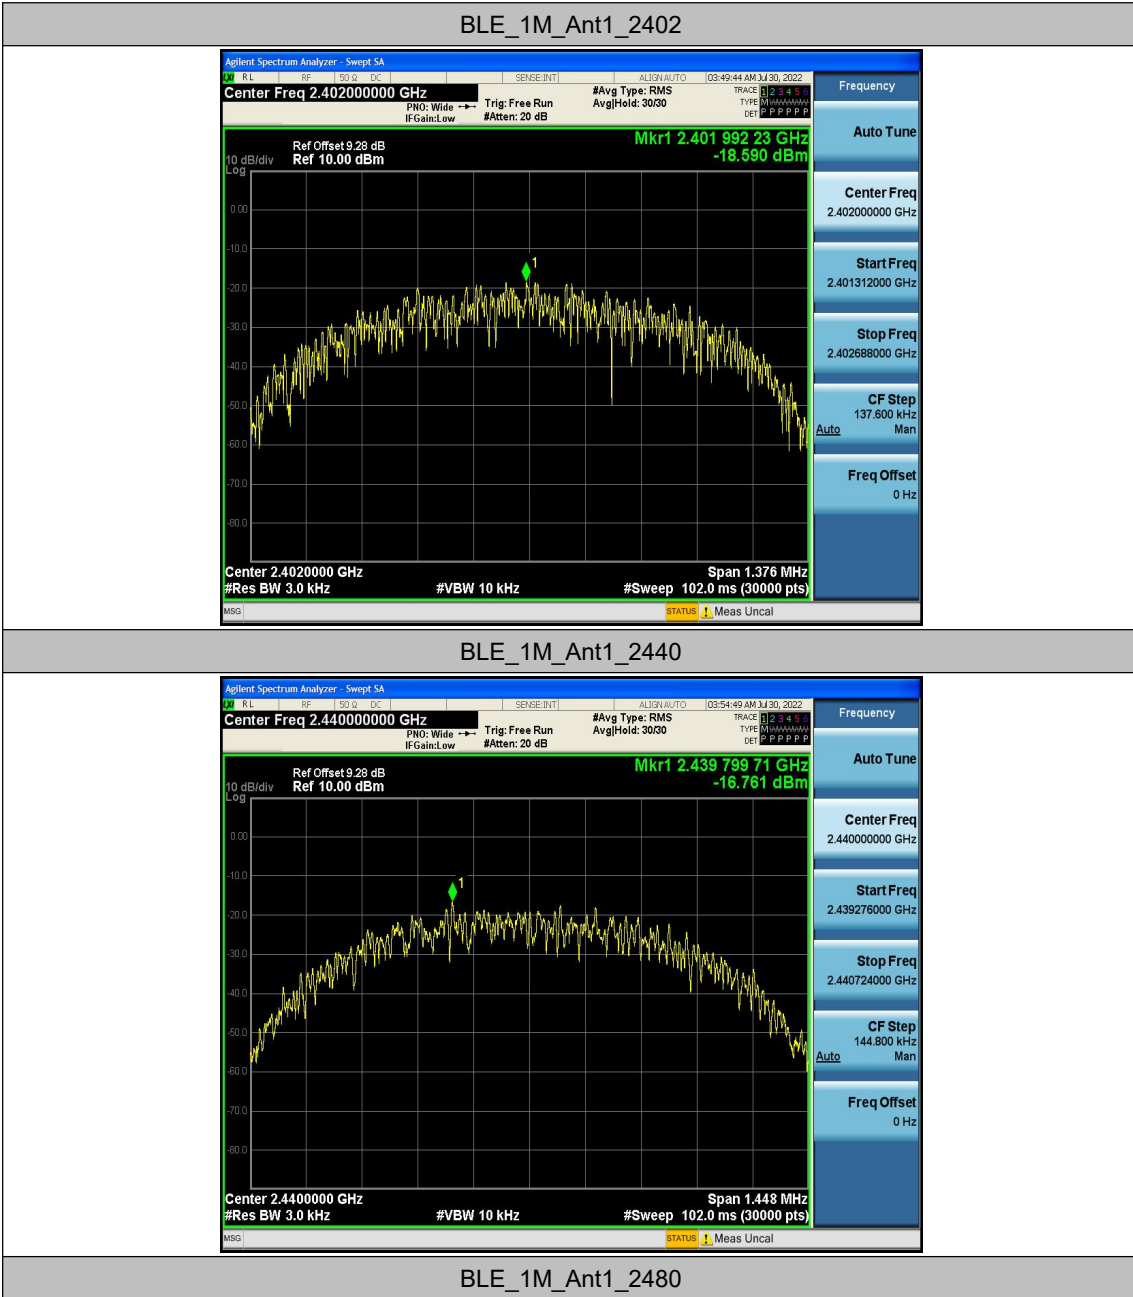 BLE_1M_Ant1_2402
Agilent Spectrum Analyzer - Swept SA
LXI RL RF 50 Ω DC SENSE:INT ALIGNAUTO 03:49:44 AM Jul 30, 2022
Center Freq 2.402000000 GHz #Avg Type: RMS TRACE 1 2 3 4 5 6
PNO: Wide Trig: Free Run Avg|Hold: 30/30 TYPE M
IFGain:Low #Atten: 20 dB DET P P P P P P
Frequency
Mkr1 2.401 992 23 GHz
-18.590 dBm
Ref Offset 9.28 dB
10 dB/div Ref 10.00 dBm
Log
0.00
-10.0
-20.0
-30.0
-40.0
-50.0
-60.0
-70.0
-80.0
1
Center 2.4020000 GHz Span 1.376 MHz
#Res BW 3.0 kHz #VBW 10 kHz #Sweep 102.0 ms (30000 pts)
MSG STATUS Meas Uncal
Auto Tune
Center Freq
2.402000000 GHz
Start Freq
2.401312000 GHz
Stop Freq
2.402688000 GHz
CF Step
137.600 kHz
Auto Man
Freq Offset
0 Hz
BLE_1M_Ant1_2440
Agilent Spectrum Analyzer - Swept SA
LXI RL RF 50 Ω DC SENSE:INT ALIGNAUTO 03:54:49 AM Jul 30, 2022
Center Freq 2.440000000 GHz #Avg Type: RMS TRACE 1 2 3 4 5 6
PNO: Wide Trig: Free Run Avg|Hold: 30/30 TYPE M
IFGain:Low #Atten: 20 dB DET P P P P P P
Frequency
Mkr1 2.439 799 71 GHz
-16.761 dBm
Ref Offset 9.28 dB
10 dB/div Ref 10.00 dBm
Log
0.00
-10.0
-20.0
-30.0
-40.0
-50.0
-60.0
-70.0
-80.0
1
Center 2.4400000 GHz Span 1.448 MHz
#Res BW 3.0 kHz #VBW 10 kHz #Sweep 102.0 ms (30000 pts)
MSG STATUS Meas Uncal
Auto Tune
Center Freq
2.440000000 GHz
Start Freq
2.439276000 GHz
Stop Freq
2.440724000 GHz
CF Step
144.800 kHz
Auto Man
Freq Offset
0 Hz
BLE_1M_Ant1_2480